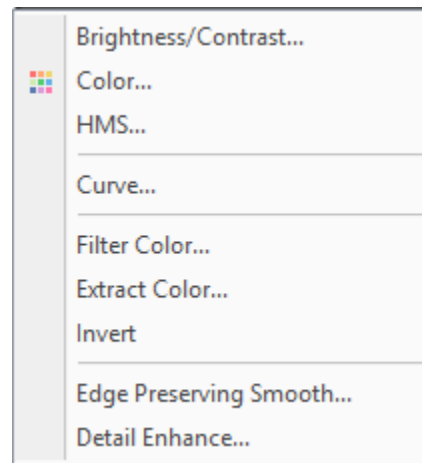 Brightness/Contrast...
Color...
HMS...
Curve...
Filter Color...
Extract Color...
Invert
Edge Preserving Smooth...
Detail Enhance...